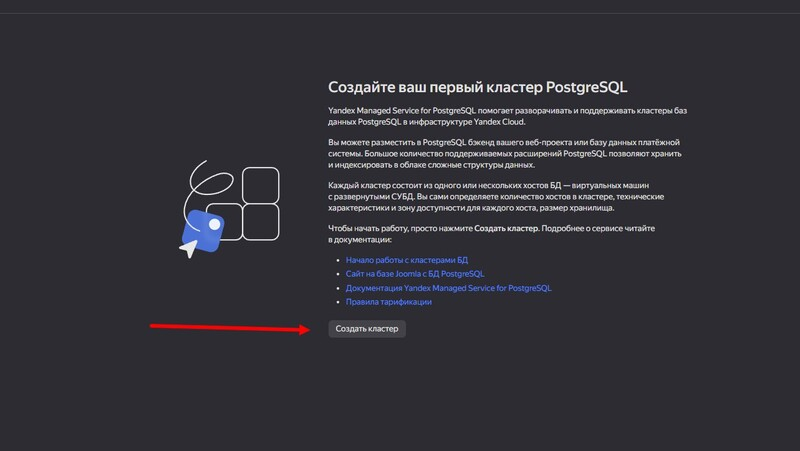 Создайте ваш первый кластер PostgreSQL
Yandex Managed Service for PostgreSQL помогает разворачивать и поддерживать кластеры баз
данных PostgreSQL в инфраструктуре Yandex Cloud.
Вы можете разместить в PostgreSQL бэкенд вашего веб-проекта или базу данных платёжной
системы. Большое количество поддерживаемых расширений PostgreSQL позволяют хранить
и индексировать в облаке сложные структуры данных.
Каждый кластер состоит из одного или нескольких хостов БД — виртуальных машин
с развернутыми СУБД. Вы сами определяете количество хостов в кластере, технические
характеристики и зону доступности для каждого хоста, размер хранилища.
Чтобы начать работу, просто нажмите Создать кластер. Подробнее о сервисе читайте
в документации:
• Начало работы с кластерами БД
• Сайт на базе Joomla с БД PostgreSQL
• Документация Yandex Managed Service for PostgreSQL
• Правила тарификации
Создать кластер